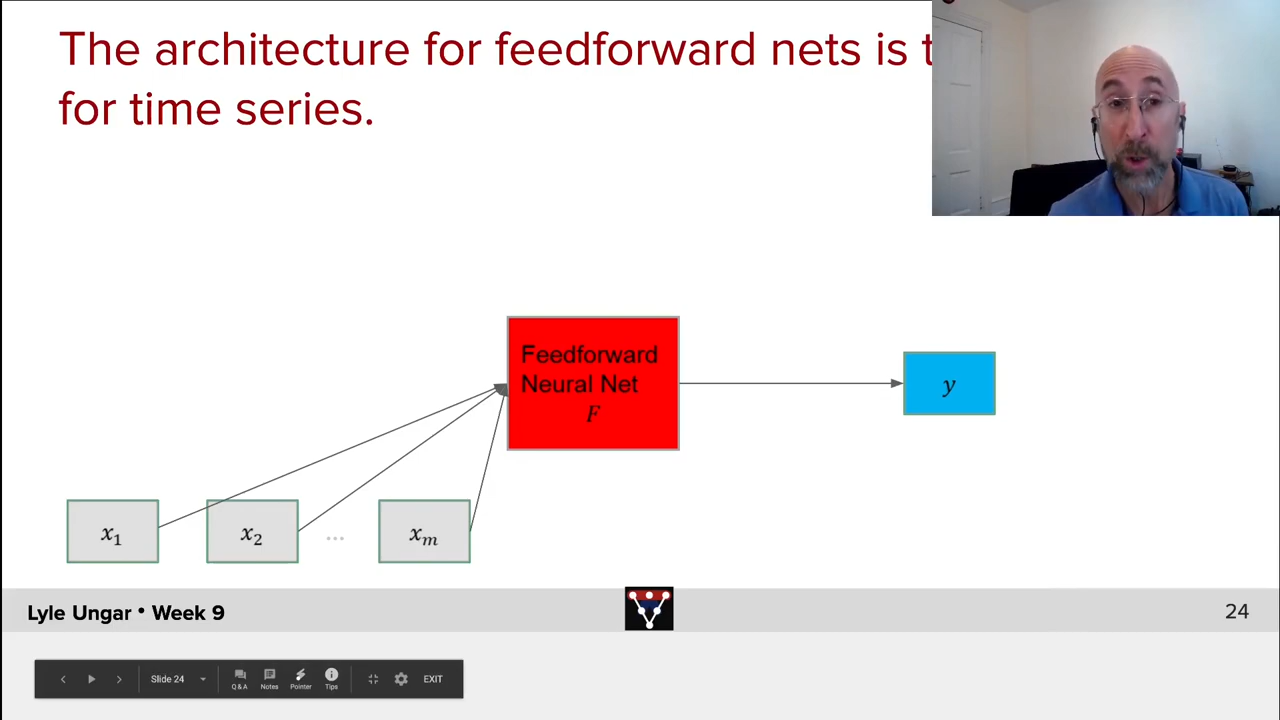 The architecture for feedforward nets is
for time series.
Feedforward
Neural Net
F
y
x₁
x₂
...
xₘ
Lyle Ungar • Week 9
24
Slide 24
Q & A
Notes
Pointer
Tips
EXIT